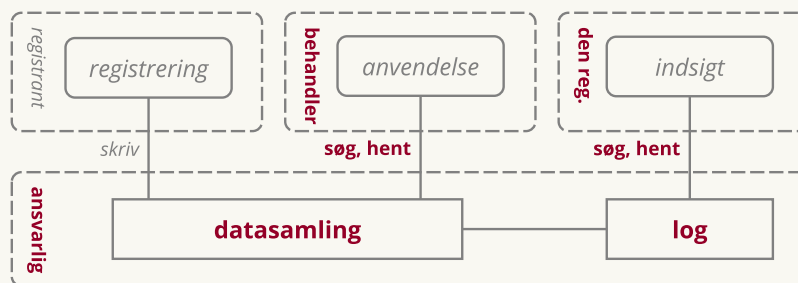 registrant
registrering
behandler
anvendelse
den reg.
indsigt
skriv
søg, hent
søg, hent
ansvarlig
datasamling
log